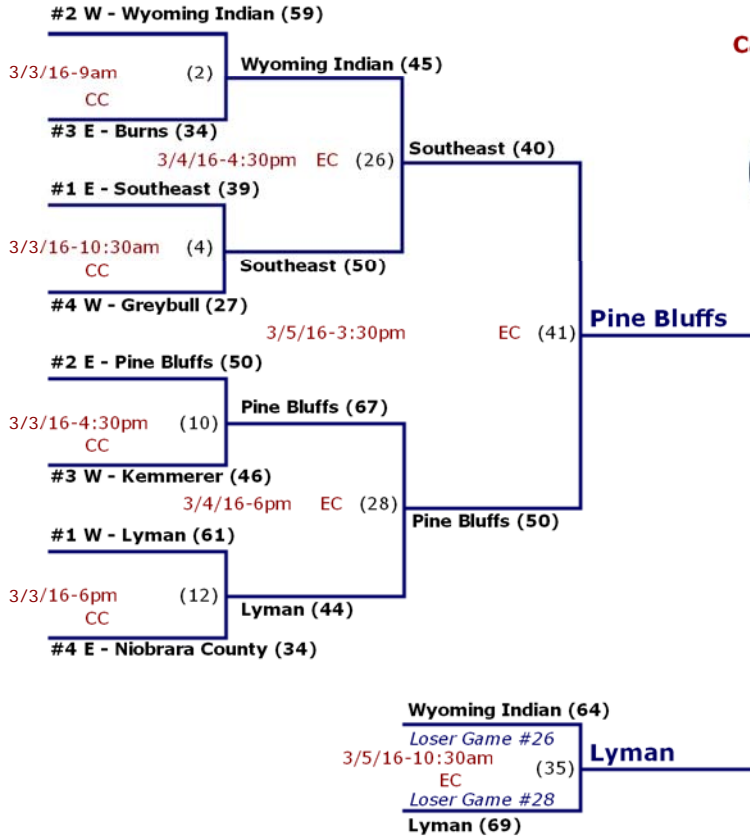 #2 W - Wyoming Indian (59)
3/3/16-9am (2)
CC
#3 E - Burns (34)
Wyoming Indian (45)
3/4/16-4:30pm EC (26)
#1 E - Southeast (39)
3/3/16-10:30am (4)
CC
#4 W - Greybull (27)
Southeast (50)
Southeast (40)
3/5/16-3:30pm EC (41)
Pine Bluffs
#2 E - Pine Bluffs (50)
3/3/16-4:30pm (10)
CC
#3 W - Kemmerer (46)
Pine Bluffs (67)
3/4/16-6pm EC (28)
Pine Bluffs (50)
#1 W - Lyman (61)
3/3/16-6pm (12)
CC
#4 E - Niobrara County (34)
Lyman (44)
Wyoming Indian (64)
Loser Game #26
3/5/16-10:30am (35)
EC
Loser Game #28
Lyman (69)
Lyman